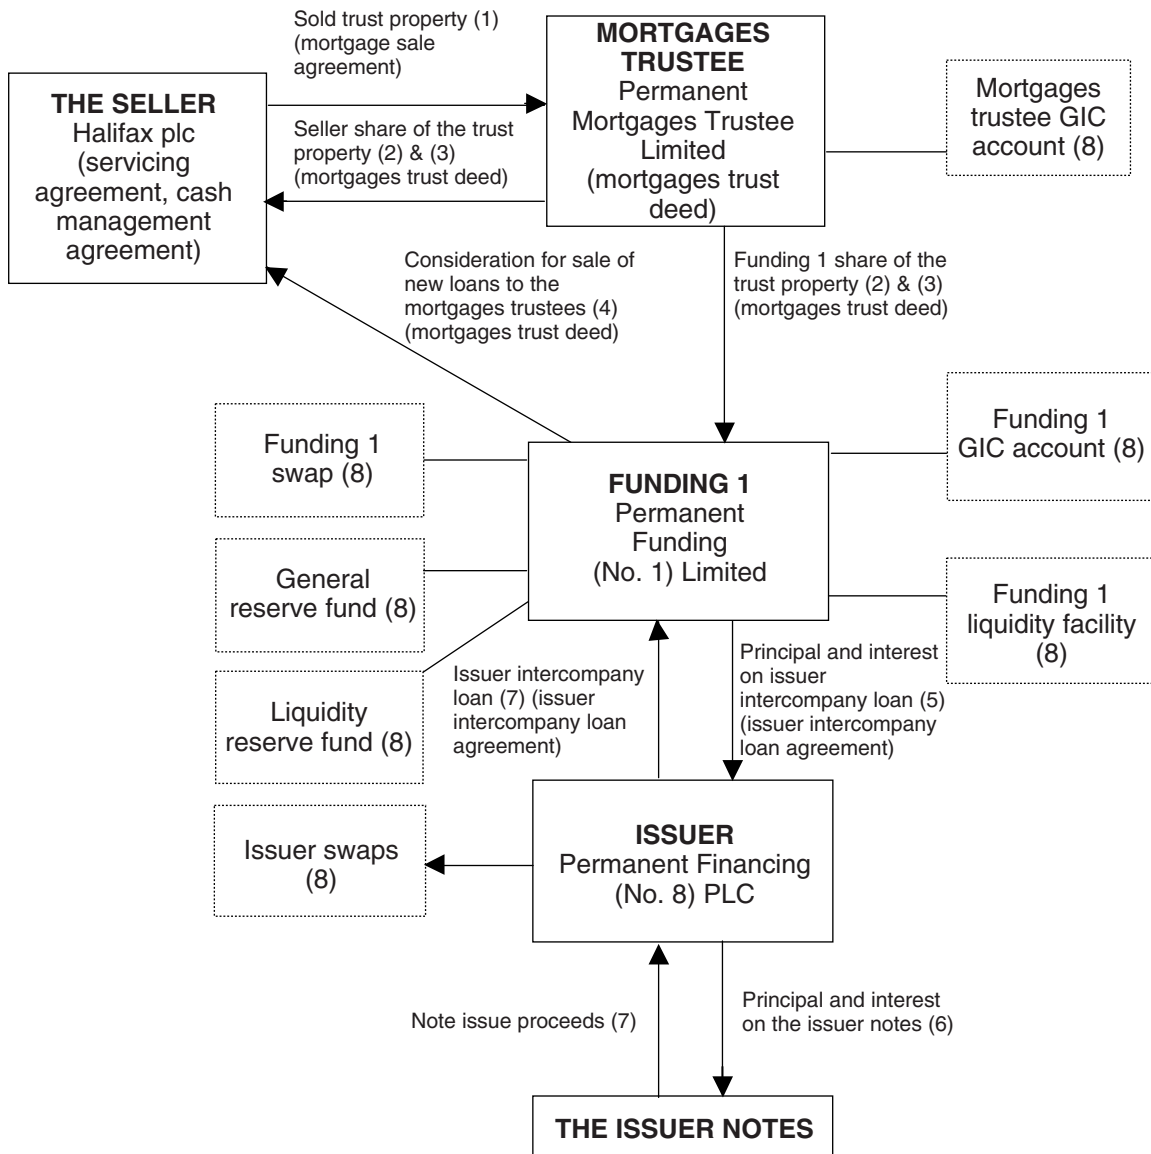 Sold trust property (1)
(mortgage sale
agreement)
MORTGAGES
TRUSTEE
Permanent
Mortgages Trustee
Limited
(mortgages trust
deed)
Mortgages
trustee GIC
account (8)
THE SELLER
Halifax plc
(servicing
agreement, cash
management
agreement)
Seller share of the trust
property (2) & (3)
(mortgages trust deed)
Consideration for sale of
new loans to the
mortgages trustees (4)
(mortgages trust deed)
Funding 1 share of the
trust property (2) & (3)
(mortgages trust deed)
Funding 1
swap (8)
FUNDING 1
Permanent
Funding
(No. 1) Limited
Funding 1
GIC account (8)
General
reserve fund (8)
Funding 1
liquidity facility
(8)
Liquidity
reserve fund (8)
Issuer intercompany
loan (7) (issuer
intercompany loan
agreement)
Principal and interest
on issuer
intercompany loan (5)
(issuer intercompany
loan agreement)
Issuer swaps
(8)
ISSUER
Permanent Financing
(No. 8) PLC
Note issue proceeds (7)
Principal and interest
on the issuer notes (6)
THE ISSUER NOTES